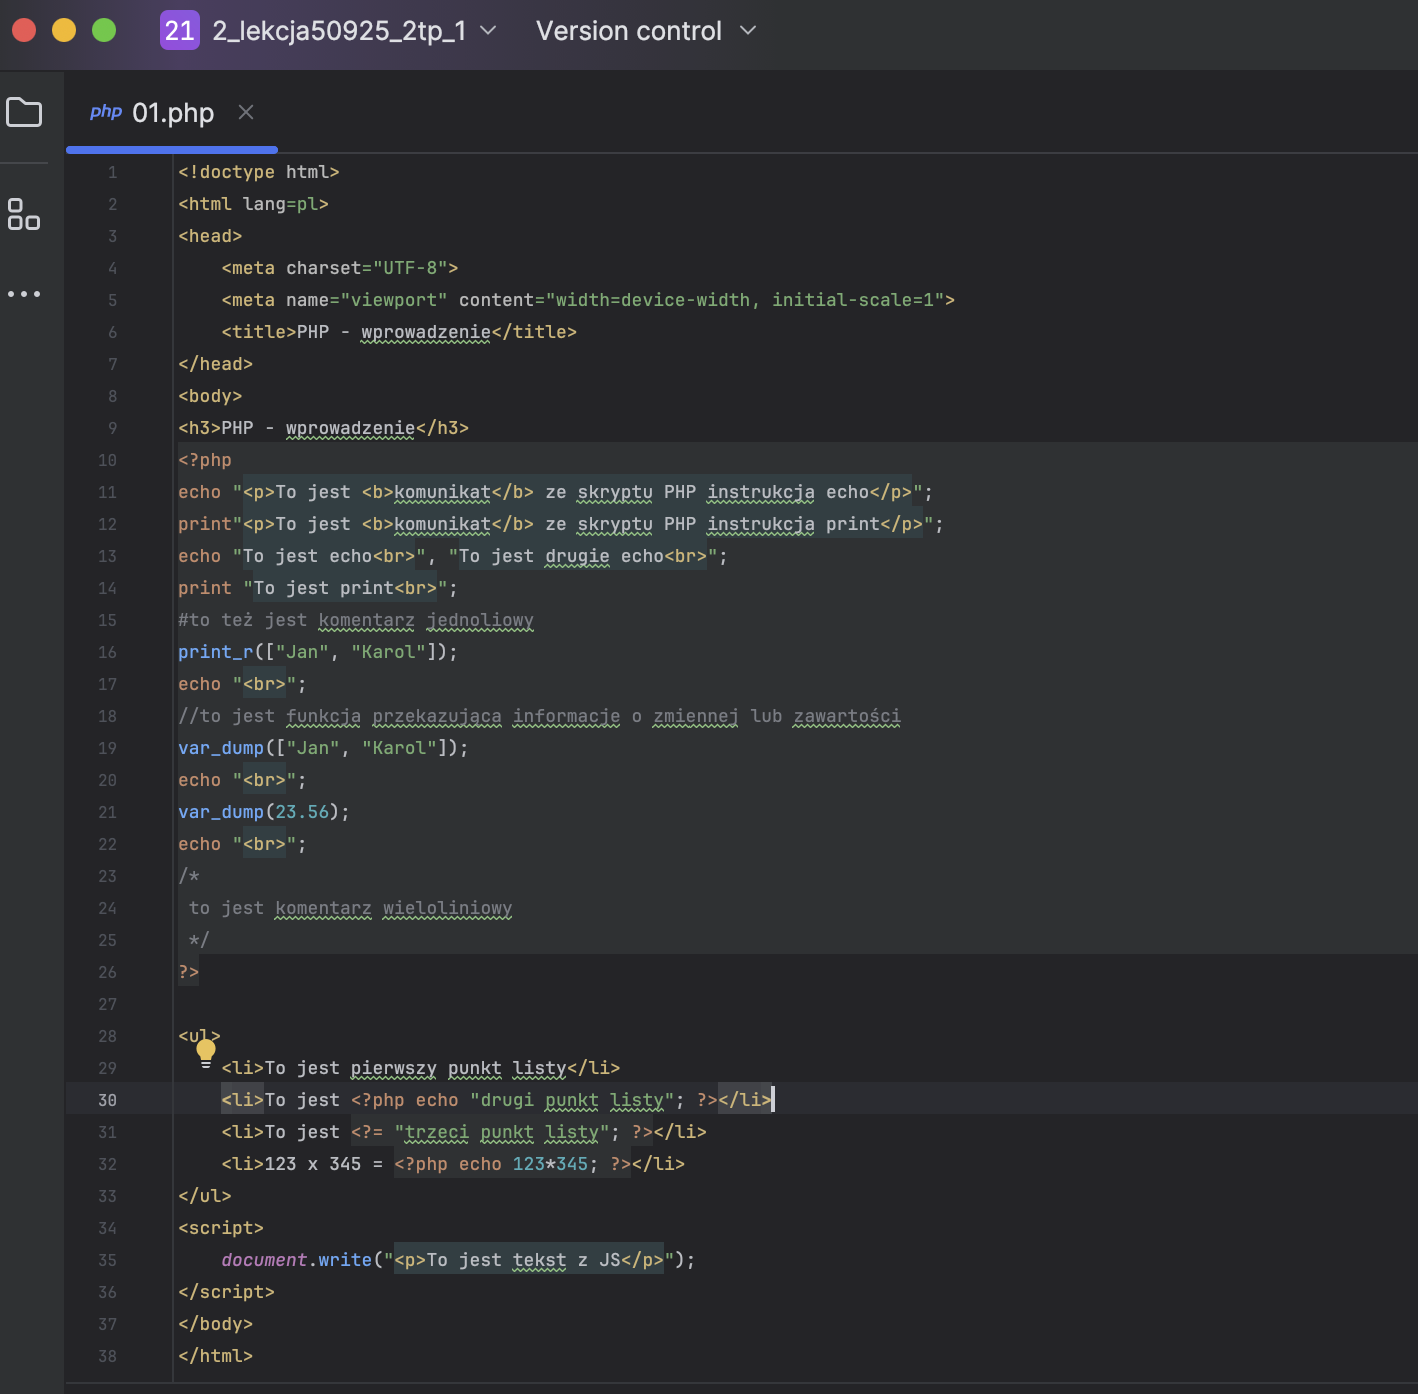 21 2_lekcja50925_2tp_1 Version control
php 01.php
1 <!doctype html>
2 <html lang=pl>
3 <head>
4     <meta charset="UTF-8">
5     <meta name="viewport" content="width=device-width, initial-scale=1">
6     <title>PHP - wprowadzenie</title>
7 </head>
8 <body>
9 <h3>PHP - wprowadzenie</h3>
10 <?php
11 echo "<p>To jest <b>komunikat</b> ze skryptu PHP instrukcja echo</p>";
12 print"<p>To jest <b>komunikat</b> ze skryptu PHP instrukcja print</p>";
13 echo "To jest echo<br>", "To jest drugie echo<br>";
14 print "To jest print<br>";
15 #to też jest komentarz jednoliowy
16 print_r(["Jan", "Karol"]);
17 echo "<br>";
18 //to jest funkcja przekazująca informacje o zmiennej lub zawartości
19 var_dump(["Jan", "Karol"]);
20 echo "<br>";
21 var_dump(23.56);
22 echo "<br>";
23 /*
24  to jest komentarz wieloliniowy
25  */
26 ?>
27
28 <ul>
29     <li>To jest pierwszy punkt listy</li>
30     <li>To jest <?php echo "drugi punkt listy"; ?></li>
31     <li>To jest <?= "trzeci punkt listy"; ?></li>
32     <li>123 x 345 = <?php echo 123*345; ?></li>
33 </ul>
34 <script>
35     document.write("<p>To jest tekst z JS</p>");
36 </script>
37 </body>
38 </html>